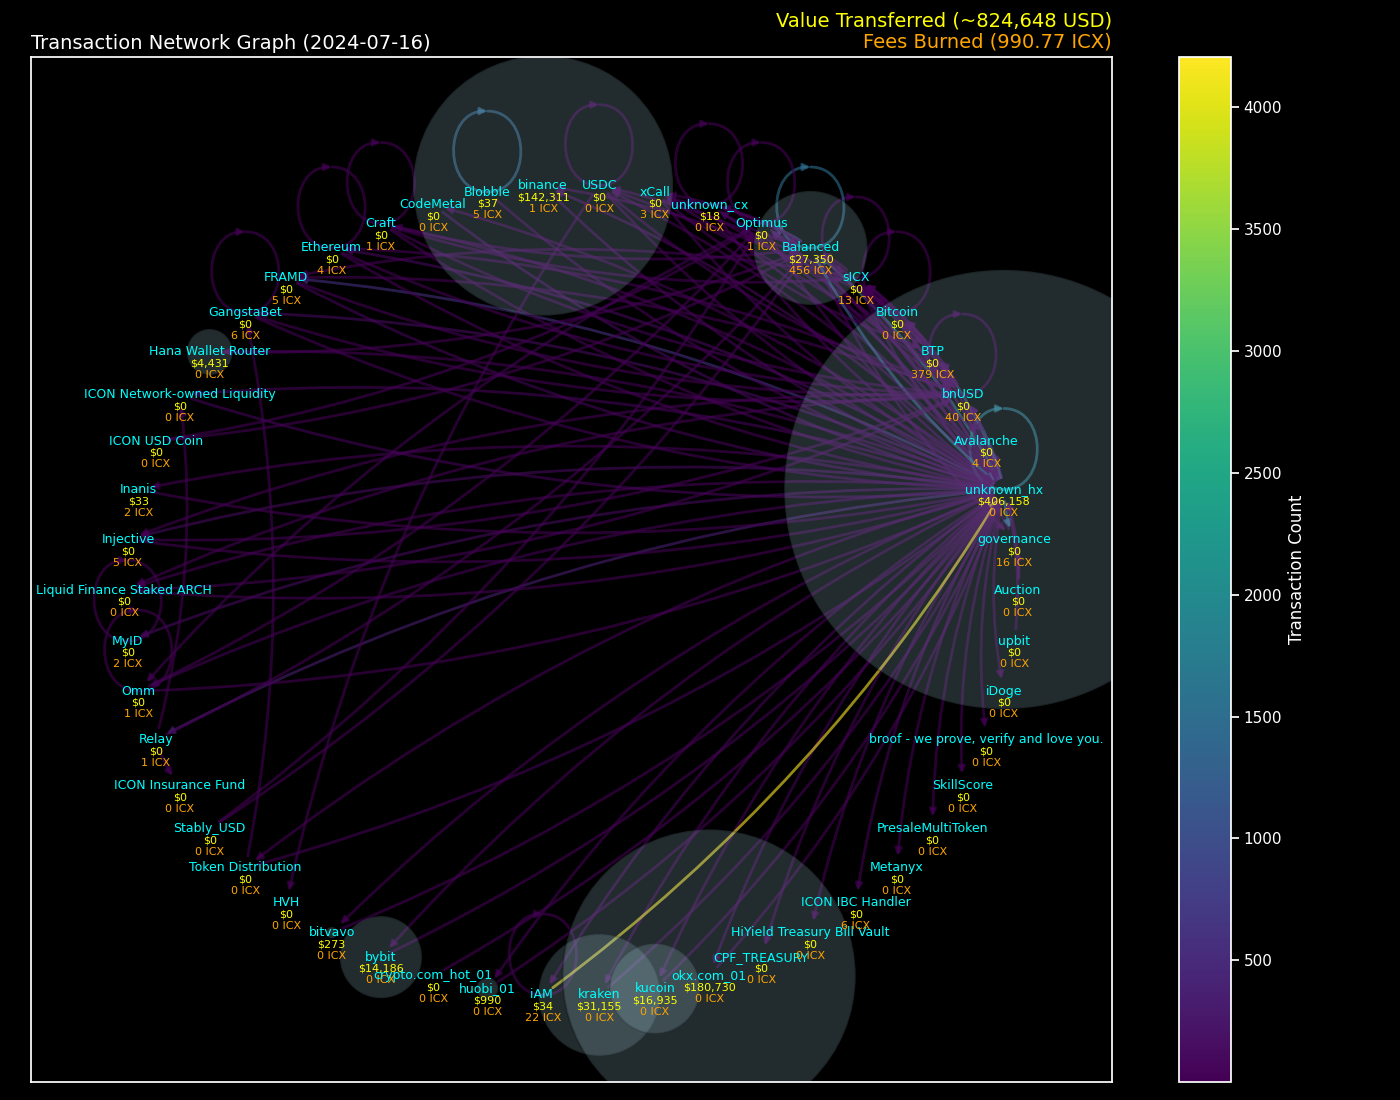 Value Transferred (~824,648 USD)
Transaction Network Graph (2024-07-16)
Fees Burned (990.77 ICX)
binance
$142,311
1 ICX
USDC
$0
0 ICX
xCall
$0
3 ICX
unknown_cx
$18
0 ICX
Optimus
$0
1 ICX
Balanced
$27,350
456 ICX
sICX
$0
13 ICX
Bitcoin
$0
0 ICX
BTP
$0
379 ICX
bnUSD
$0
40 ICX
Avalanche
$0
4 ICX
unknown_hx
$406,158
0 ICX
governance
$0
16 ICX
Auction
$0
0 ICX
upbit
$0
0 ICX
iDoge
$0
0 ICX
broof - we prove, verify and love you.
$0
0 ICX
SkillScore
$0
0 ICX
PresaleMultiToken
$0
0 ICX
Metanyx
$0
0 ICX
ICON IBC Handler
$0
6 ICX
HiYield Treasury Bill Vault
$0
0 ICX
CPF_TREASURY
$0
0 ICX
okx.com_01
$180,730
0 ICX
kucoin
$16,935
0 ICX
kraken
$31,155
0 ICX
iAM
$34
22 ICX
huobi_01
$990
0 ICX
crypto.com_hot_01
$0
0 ICX
bybit
$14,186
0 ICX
bitvavo
$273
0 ICX
HVH
$0
0 ICX
Token Distribution
$0
0 ICX
Stably_USD
$0
0 ICX
ICON Insurance Fund
$0
0 ICX
Relay
$0
1 ICX
Omm
$0
1 ICX
MyID
$0
2 ICX
Liquid Finance Staked ARCH
$0
0 ICX
Injective
$0
5 ICX
Inanis
$33
2 ICX
ICON USD Coin
$0
0 ICX
ICON Network-owned Liquidity
$0
0 ICX
Hana Wallet Router
$4,431
0 ICX
GangstaBet
$0
6 ICX
FRAMD
$0
5 ICX
Ethereum
$0
4 ICX
Craft
$0
1 ICX
CodeMetal
$0
0 ICX
Blobble
$37
5 ICX
4000
3500
3000
2500
2000
1500
1000
500
Transaction Count